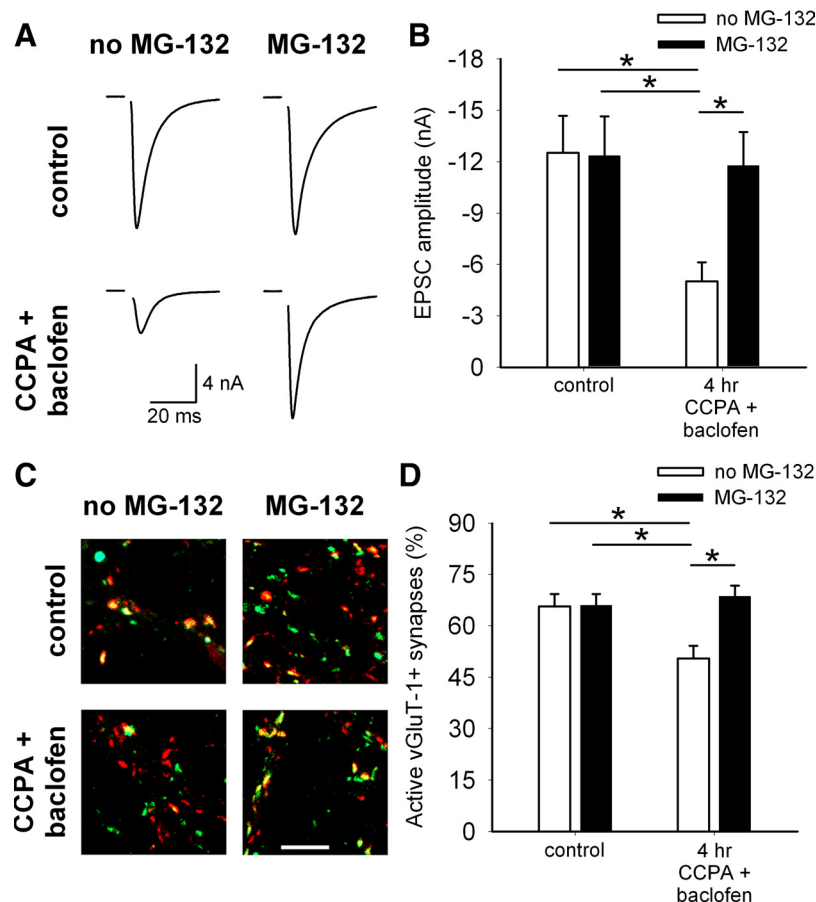 A
no MG-132 MG-132
control
CCPA +
baclofen
4 nA
20 ms
B
no MG-132
MG-132
EPSC amplitude (nA)
-18
-15
-12
-9
-6
-3
0
* * *
control
4 hr
CCPA +
baclofen
C
no MG-132 MG-132
control
CCPA +
baclofen
D
no MG-132
MG-132
Active vGluT-1+ synapses (%)
90
75
60
45
30
15
0
* * *
control
4 hr
CCPA +
baclofen